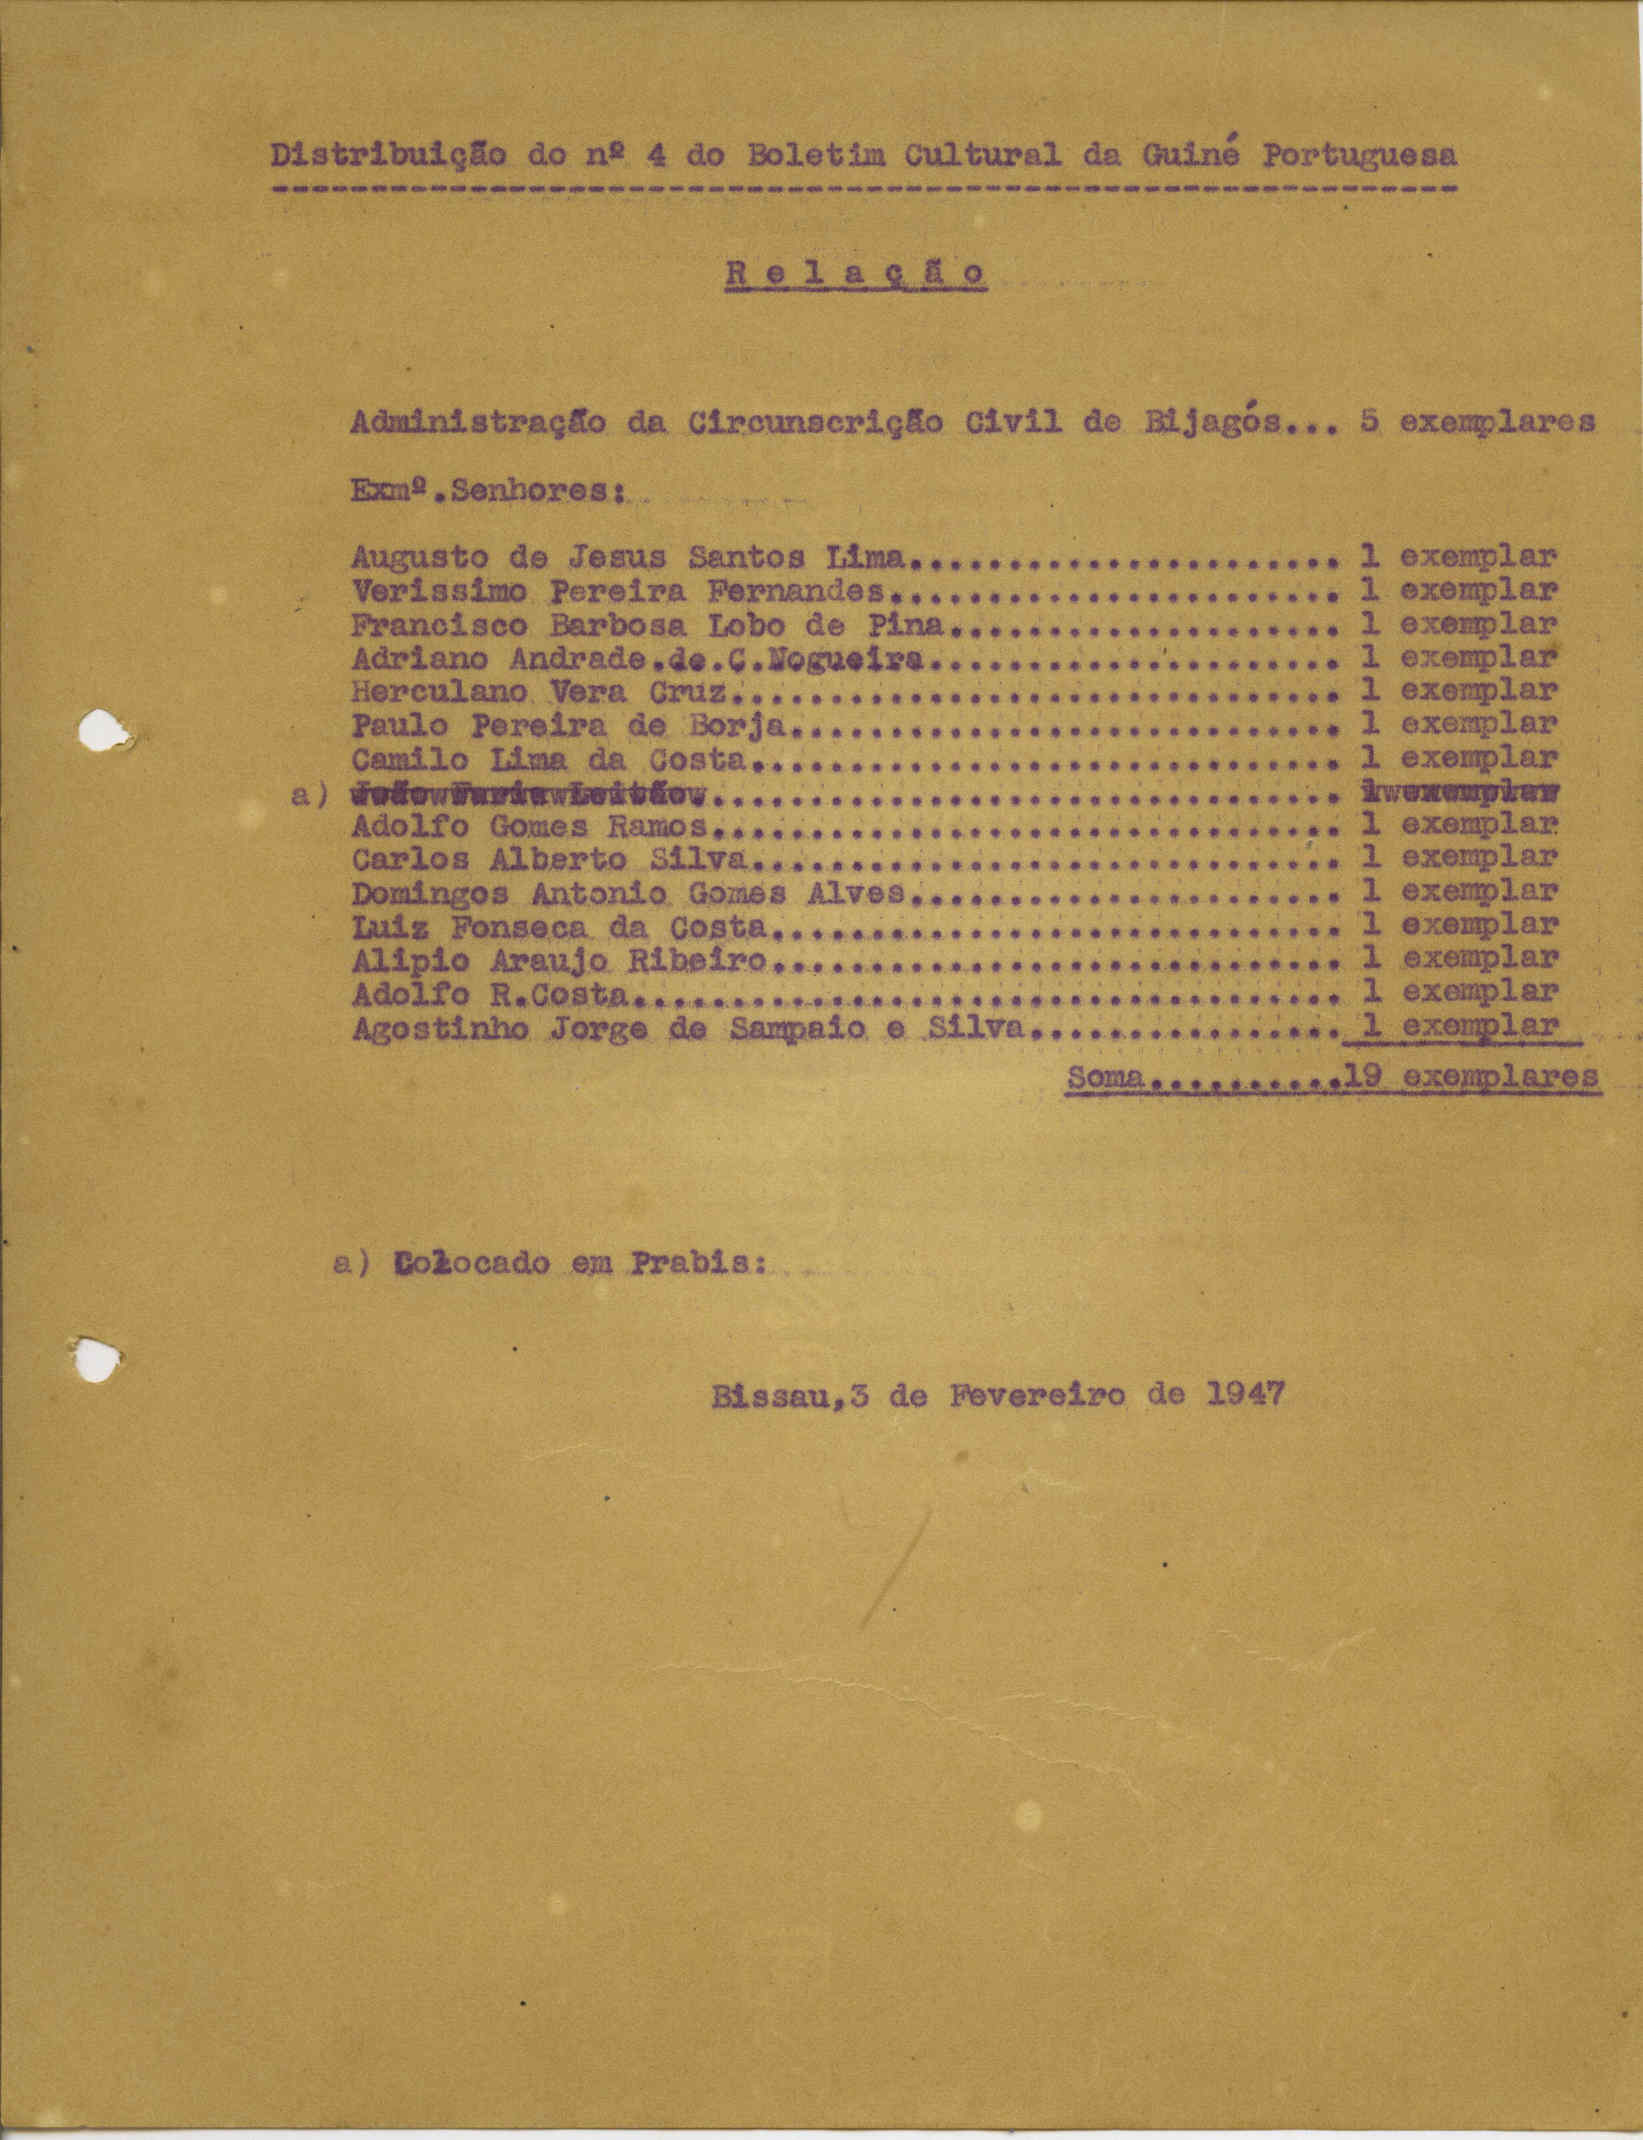 Distribuição do nº 4 do Boletim Cultural da Guiné Portuguesa
R e l a ç ã o
Administração da Circunscrição Civil de Bijagós... 5 exemplares
Exmº.Senhores:
Augusto de Jesus Santos Lima...................... 1 exemplar
Verissimo Pereira Fernandes....................... 1 exemplar
Francisco Barbosa Lobo de Pina.................... 1 exemplar
Adriano Andrade.de.C.Nogueira..................... 1 exemplar
Herculano Vera Cruz............................... 1 exemplar
Paulo Pereira de Borja............................ 1 exemplar
Camilo Lima da Costa.............................. 1 exemplar
a) João Faria Leitão................................ 1 exemplar
Adolfo Gomes Ramos................................ 1 exemplar
Carlos Alberto Silva.............................. 1 exemplar
Domingos Antonio Gomes Alves...................... 1 exemplar
Luiz Fonseca da Costa............................. 1 exemplar
Alipio Araujo Ribeiro............................. 1 exemplar
Adolfo R.Costa.................................... 1 exemplar
Agostinho Jorge de Sampaio e Silva................ 1 exemplar
Soma..........19 exemplares
a) Colocado em Prabis:
Bissau,3 de Fevereiro de 1947